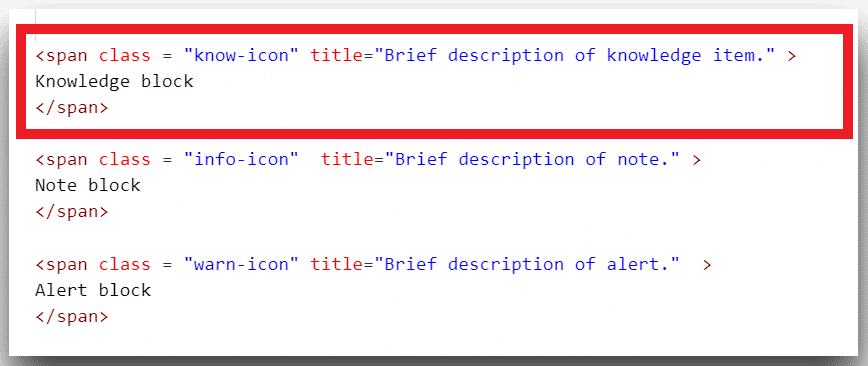 <span class = "know-icon" title="Brief description of knowledge item." >
Knowledge block
</span>
<span class = "info-icon"  title="Brief description of note." >
Note block
</span>
<span class = "warn-icon" title="Brief description of alert."  >
Alert block
</span>